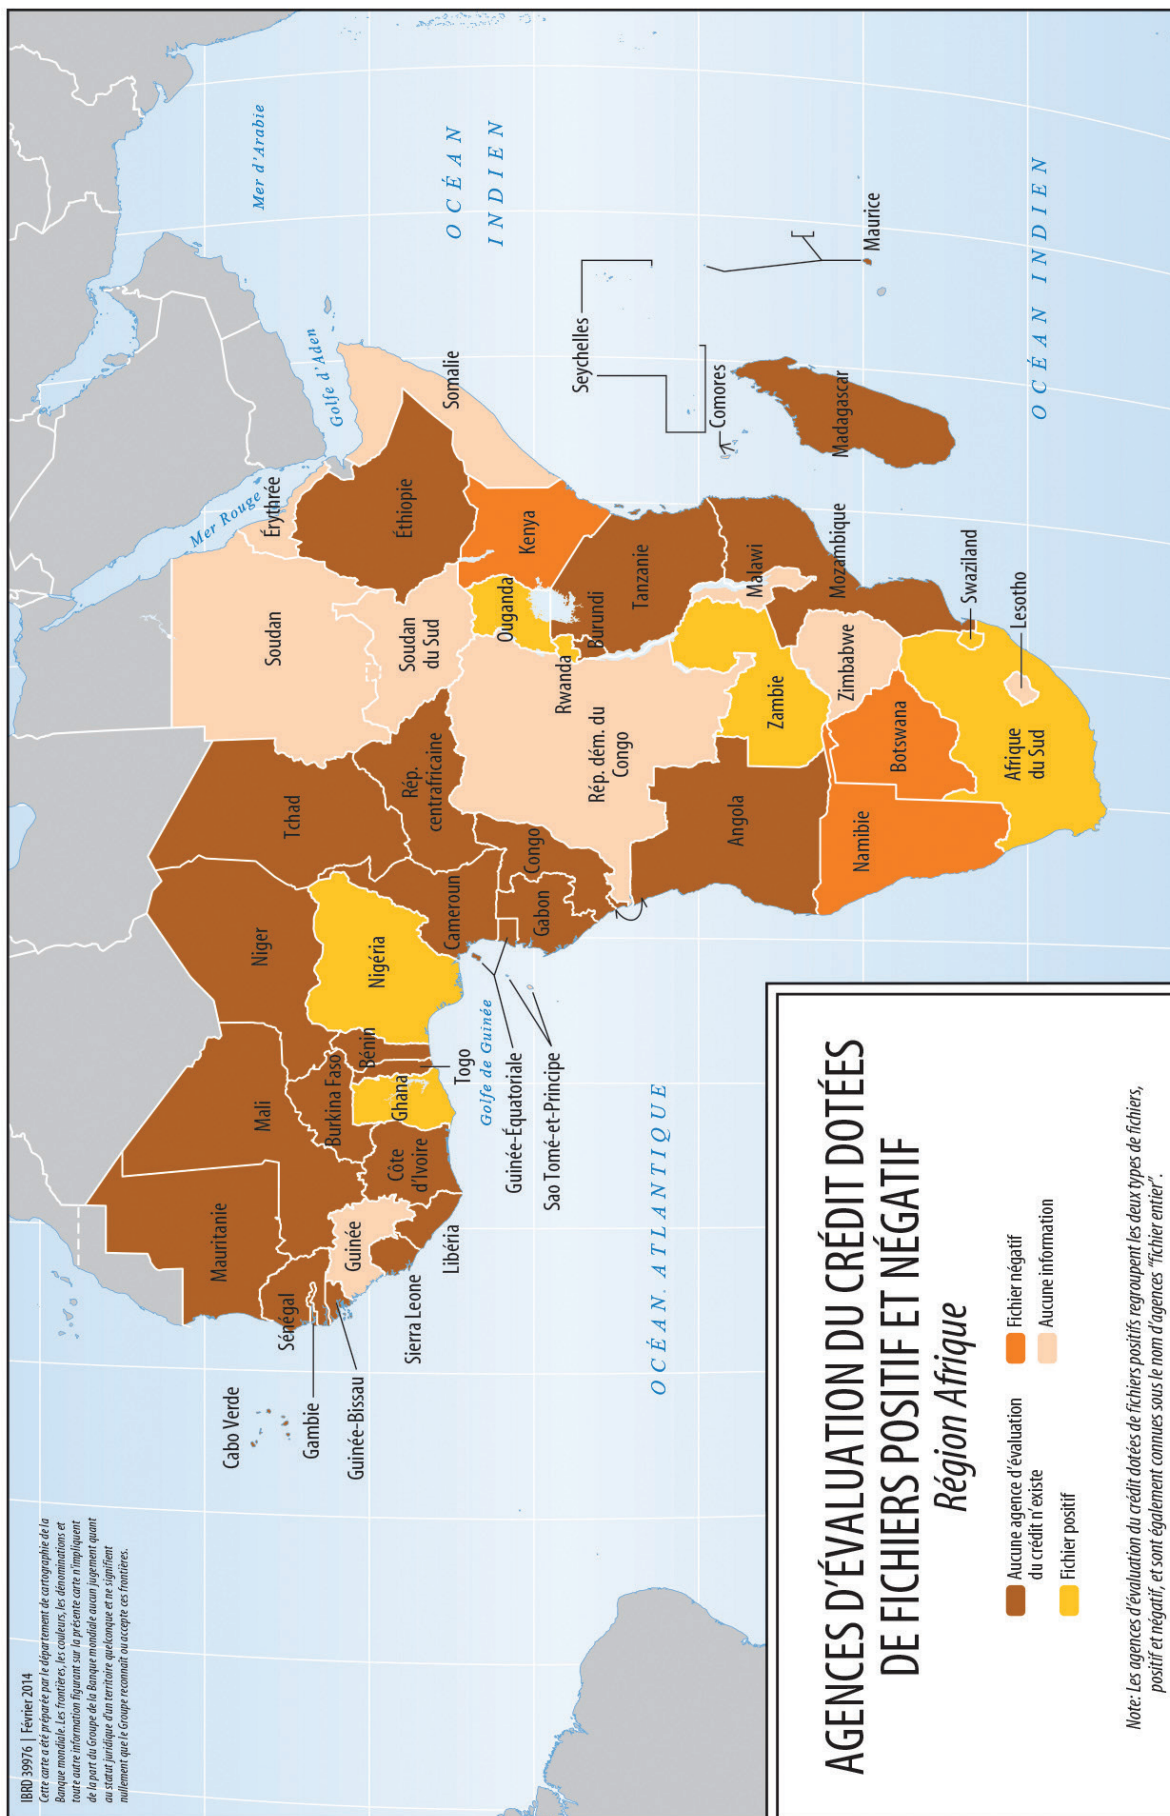 IBRD 39976 | Février 2014
Cette carte a été préparée par le département de cartographie de la
Banque mondiale. Les frontières, les couleurs, les dénominations et
toute autre information figurant sur la présente carte n'impliquent
de la part du Groupe de la Banque mondiale aucun jugement quant
au statut juridique d'un territoire quelconque et ne signifient
nullement que le Groupe reconnaît ou accepte ces frontières.
Mer d'Arabie
Golfe d'Aden
Mer Rouge
OCÉAN
INDIEN
Cabo Verde
Mauritanie
Mali
Niger
Tchad
Soudan
Érythrée
Sénégal
Gambie
Guinée-Bissau
Guinée
Sierra Leone
Libéria
Côte
d'Ivoire
Burkina Faso
Ghana
Togo
Bénin
Nigéria
Cameroun
Rép.
centrafricaine
Soudan
du Sud
Éthiopie
Somalie
Golfe de Guinée
Guinée-Équatoriale
Sao Tomé-et-Principe
Gabon
Congo
Rép. dém. du
Congo
Ouganda
Kenya
Rwanda
Burundi
Tanzanie
Seychelles
Comores
OCÉAN ATLANTIQUE
Angola
Zambie
Malawi
Mozambique
Madagascar
Maurice
Namibie
Botswana
Zimbabwe
Afrique
du Sud
Swaziland
Lesotho
OCÉAN INDIEN
AGENCES D'ÉVALUATION DU CRÉDIT DOTÉES
DE FICHIERS POSITIF ET NÉGATIF
Région Afrique
Aucune agence d'évaluation
du crédit n'existe
Fichier positif
Fichier négatif
Aucune information
Note: Les agences d'évaluation du crédit dotées de fichiers positifs regroupent les deux types de fichiers,
positif et négatif, et sont également connues sous le nom d'agences "fichier entier".